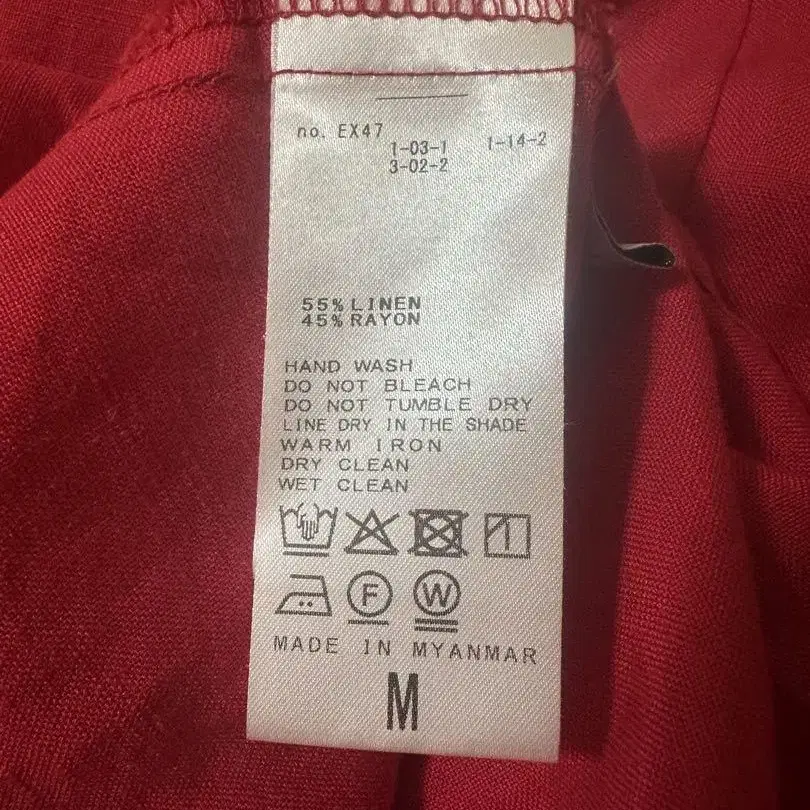 no. EX47
1-03-1 1-14-2
3-02-2
55% LINEN
45% RAYON
HAND WASH
DO NOT BLEACH
DO NOT TUMBLE DRY
LINE DRY IN THE SHADE
WARM IRON
DRY CLEAN
WET CLEAN
F W
MADE IN MYANMAR
M